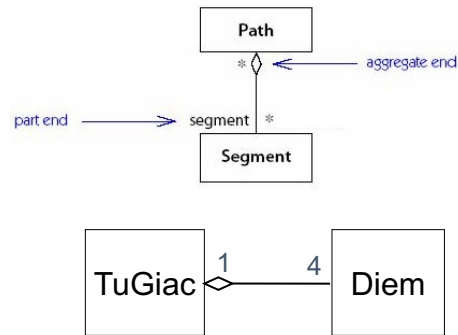 Path
* aggregate end
part end segment *
Segment
1 4
TuGiac Diem